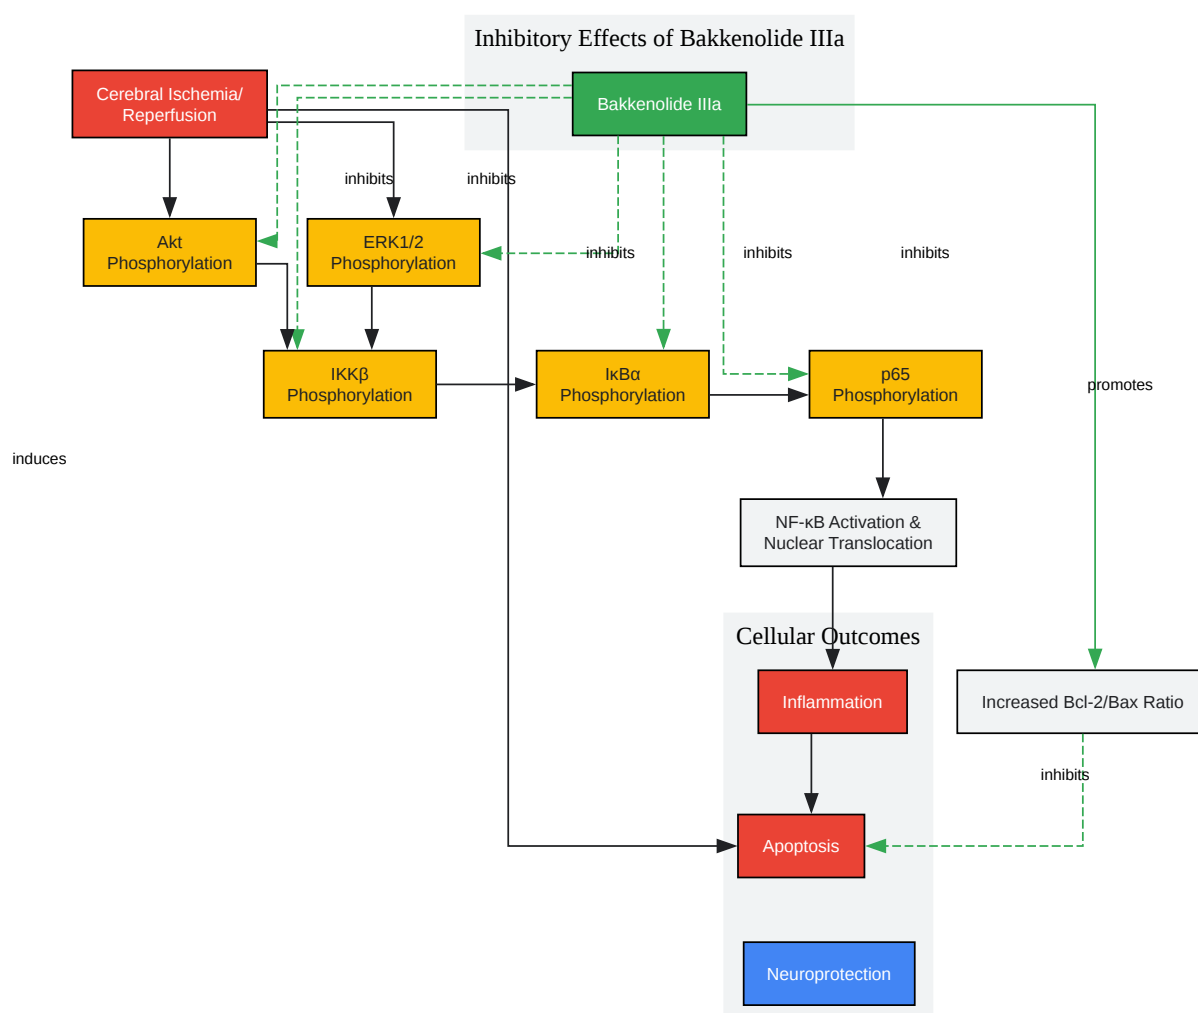 Inhibitory Effects of Bakkenolide IIIa
Cerebral Ischemia/
Reperfusion
Bakkenolide IIIa
inhibits
inhibits
Akt
Phosphorylation
ERK1/2
Phosphorylation
inhibits
inhibits
inhibits
IKKβ
Phosphorylation
IκBα
Phosphorylation
p65
Phosphorylation
promotes
induces
NF-κB Activation &
Nuclear Translocation
Cellular Outcomes
Inflammation
Increased Bcl-2/Bax Ratio
inhibits
Apoptosis
Neuroprotection